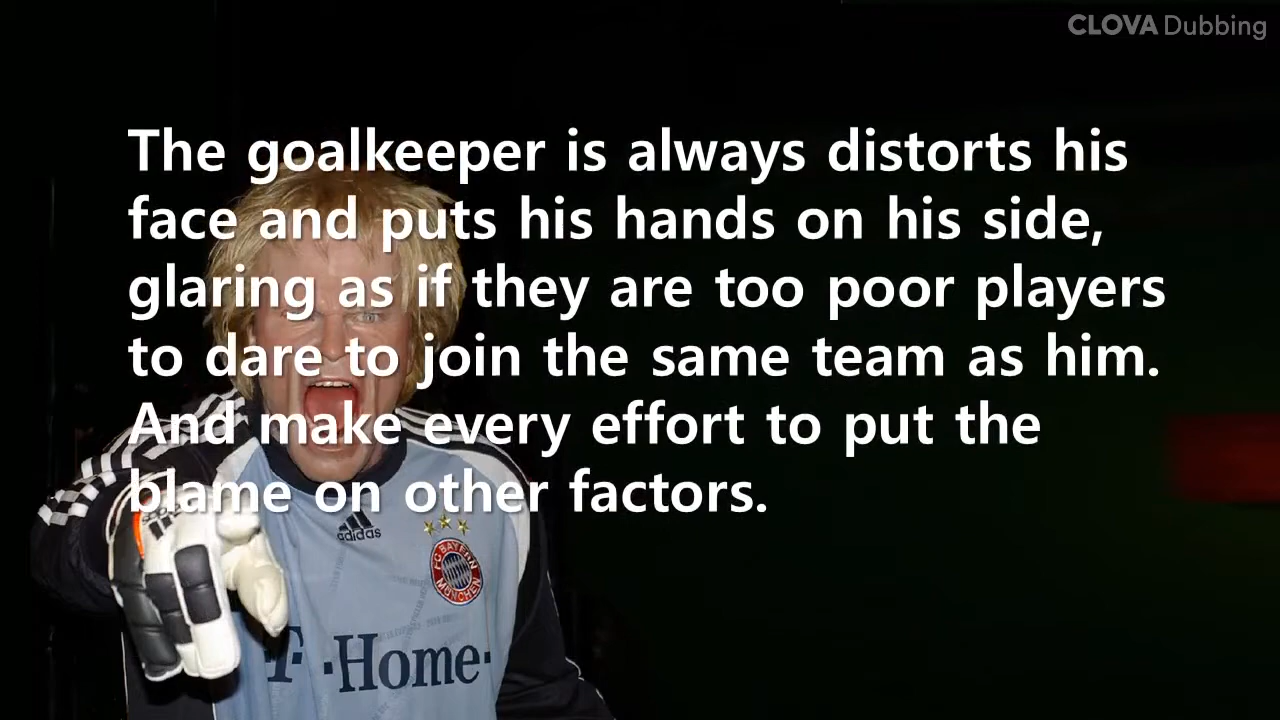 CLOVA Dubbing
The goalkeeper is always distorts his
face and puts his hands on his side,
glaring as if they are too poor players
to dare to join the same team as him.
And make every effort to put the
blame on other factors.
adidas
FC BAYERN
MÜNCHEN
T · Home ·